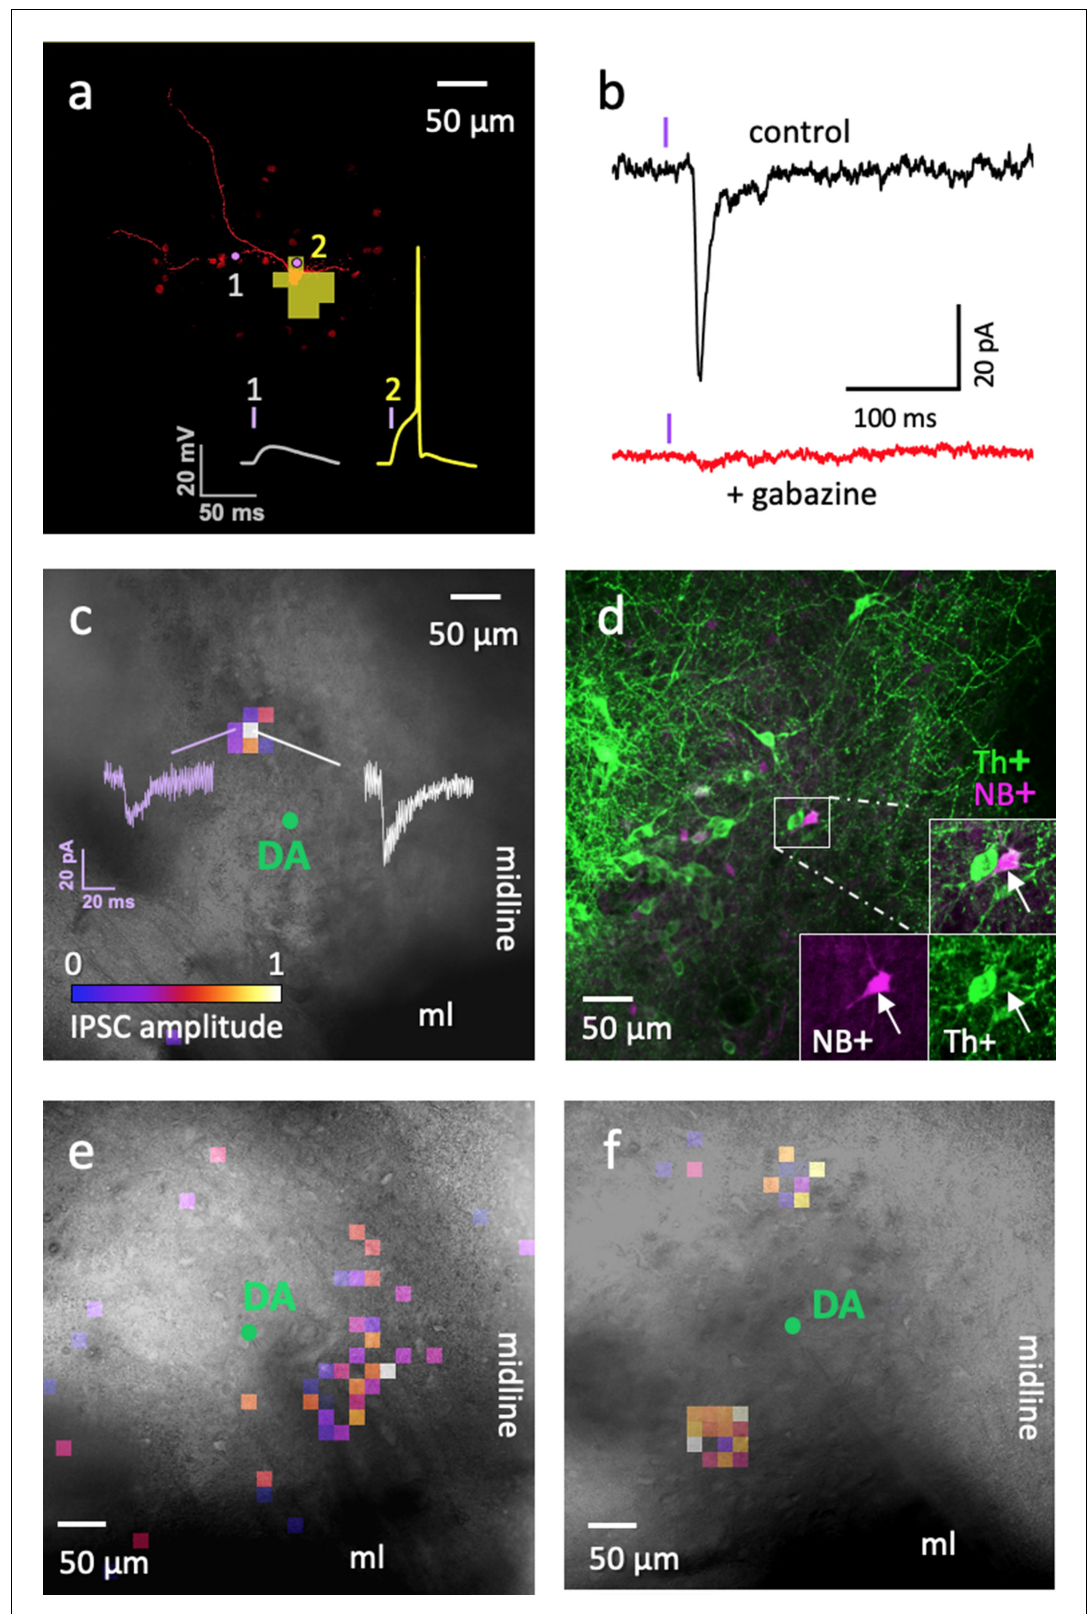 a
50 µm
2
1
1
2
20 mV
50 ms
b
control
20 pA
100 ms
+ gabazine
c
50 µm
DA
20 pA
20 ms
midline
0
1
IPSC amplitude
ml
d
Th+
NB+
50 µm
NB+
Th+
e
DA
midline
50 µm
ml
f
DA
midline
50 µm
ml